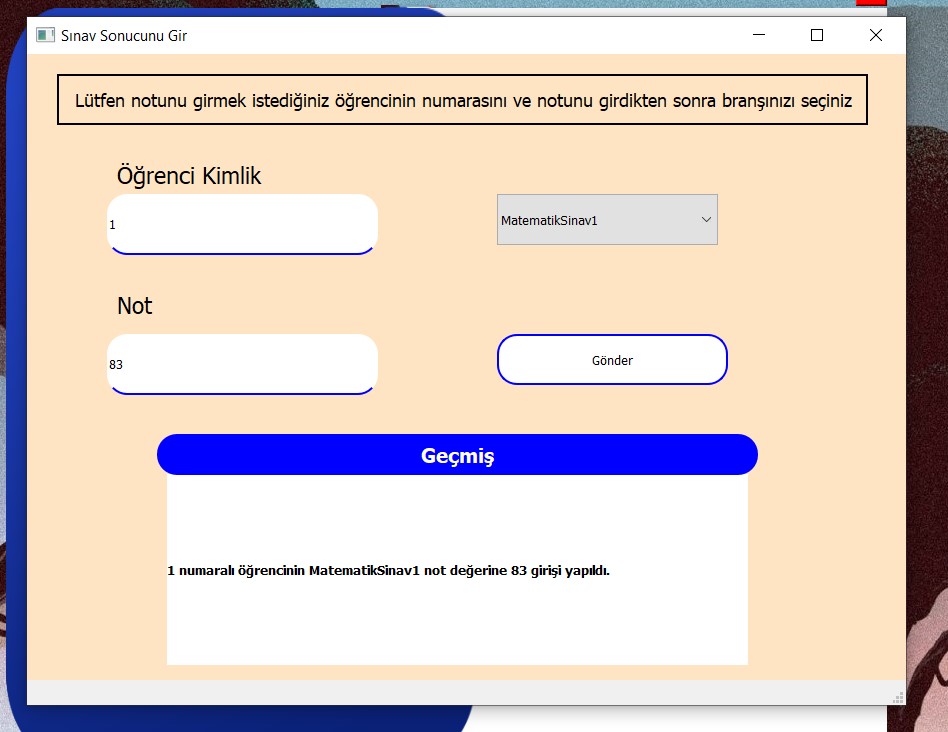 Sınav Sonucunu Gir
Lütfen notunu girmek istediğiniz öğrencinin numarasını ve notunu girdikten sonra branşınızı seçiniz
Öğrenci Kimlik
1
MatematikSinav1
Not
83
Gönder
Geçmiş
1 numaralı öğrencinin MatematikSinav1 not değerine 83 girişi yapıldı.